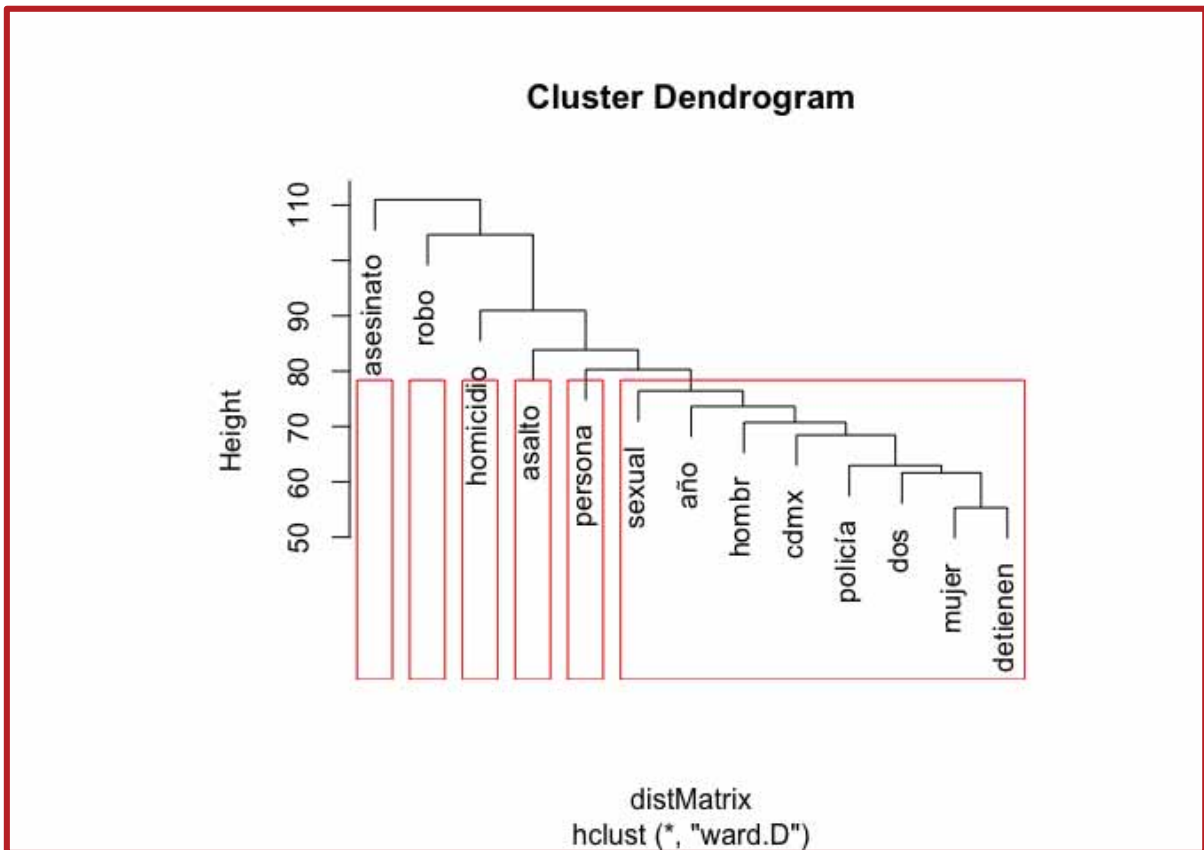 Cluster Dendrogram
Height
110
90
80
70
60
50
asesinato
robo
homicidio
asalto
persona
sexual
año
hombr
cdmx
policía
dos
mujer
detienen
distMatrix
hclust (*, "ward.D")